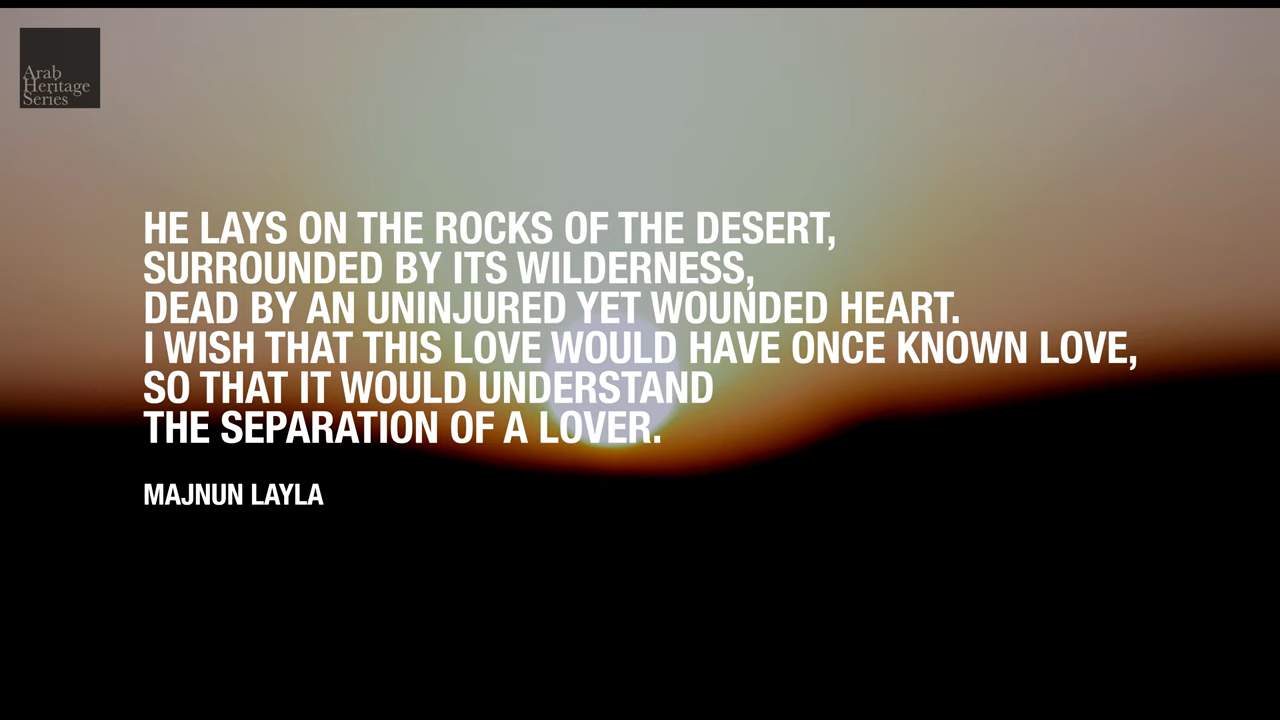 Arab
Heritage
Series
HE LAYS ON THE ROCKS OF THE DESERT,
SURROUNDED BY ITS WILDERNESS,
DEAD BY AN UNINJURED YET WOUNDED HEART.
I WISH THAT THIS LOVE WOULD HAVE ONCE KNOWN LOVE,
SO THAT IT WOULD UNDERSTAND
THE SEPARATION OF A LOVER.
MAJNUN LAYLA